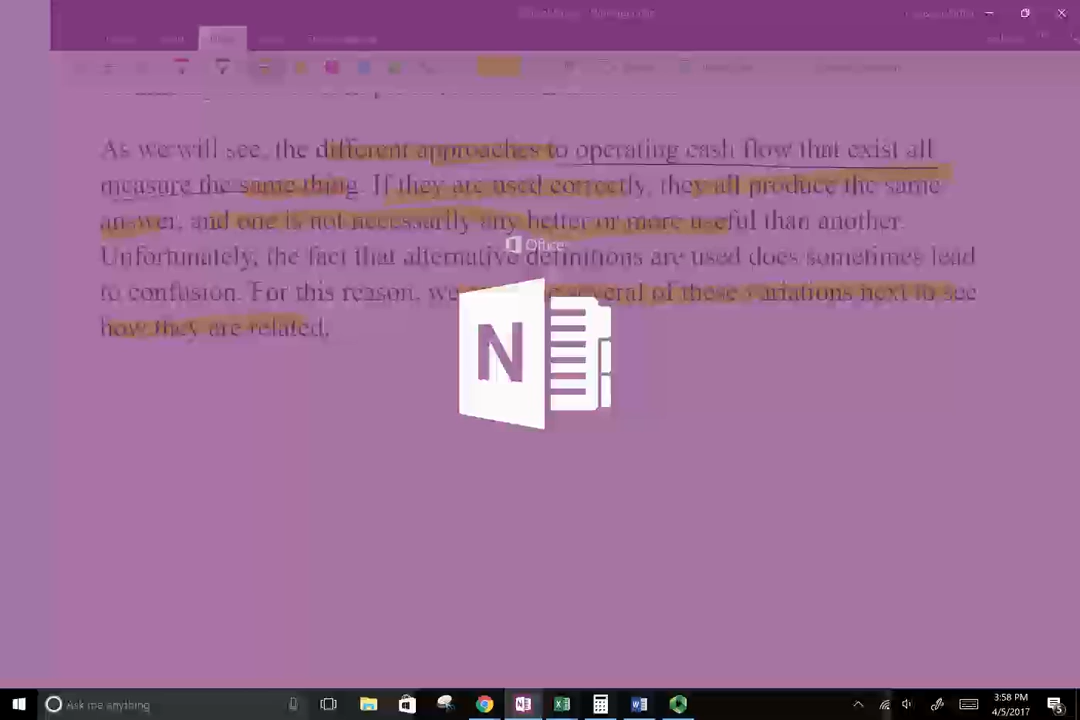 As we will see, the different approaches to operating cash flow that exist all
measure the same thing. If they are used correctly, they all produce the same
answer, and one is not necessarily any better or more useful than another.
Unfortunately, the fact that alternative definitions are used does sometimes lead
to confusion. For this reason, we several of these variations next to see
how they are related.
Office
N
Ask me anything
3:58 PM
4/5/2017
5